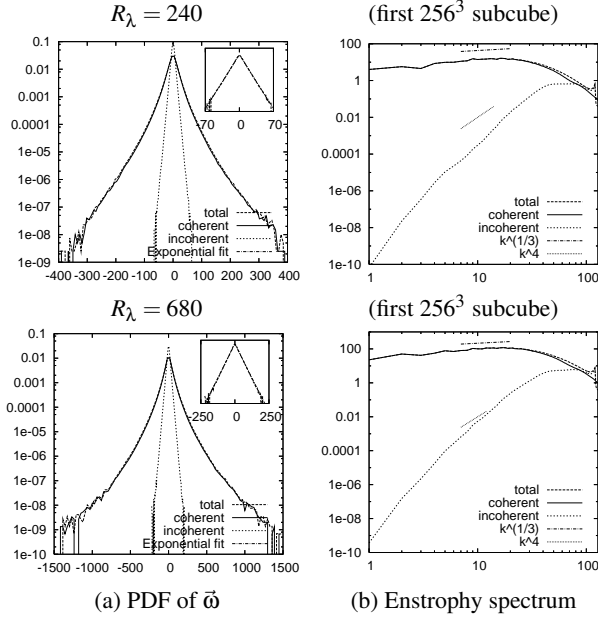 Rλ = 240
(first 256³ subcube)
0.1
0.01
0.001
0.0001
1e-05
1e-06
1e-07
1e-08
1e-09
-400 -300 -200 -100 0 100 200 300 400
-70 0 70
total
coherent
incoherent
Exponential fit
100
1
0.01
0.0001
1e-06
1e-08
1e-10
1 10 100
total
coherent
incoherent
k^(1/3)
k^4
Rλ = 680
(first 256³ subcube)
0.1
0.01
0.001
0.0001
1e-05
1e-06
1e-07
1e-08
1e-09
1e-10
-1500 -1000 -500 0 500 1000 1500
-250 0 250
total
coherent
incoherent
Exponential fit
100
1
0.01
0.0001
1e-06
1e-08
1e-10
1 10 100
total
coherent
incoherent
k^(1/3)
k^4
(a) PDF of ω⃗
(b) Enstrophy spectrum